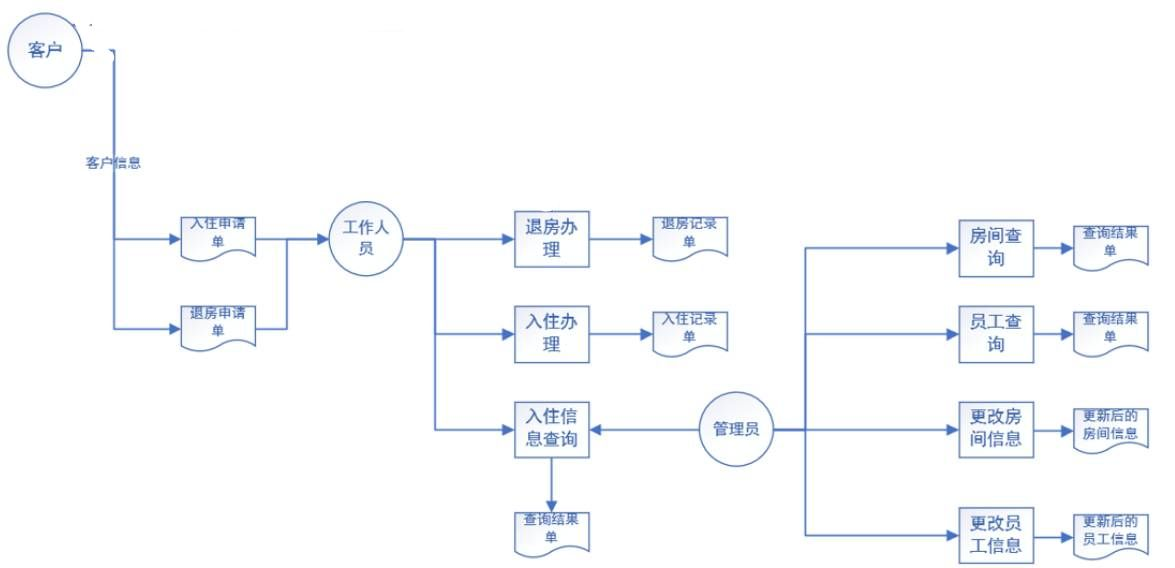 客户
客户信息
入住申请
单
退房申请
单
工作人
员
退房办
理
退房记录
单
入住办
理
入住记录
单
入住信
息查询
查询结果
单
管理员
房间查
询
查询结果
单
员工查
询
查询结果
单
更改房
间信息
更新后的
房间信息
更改员
工信息
更新后的
员工信息